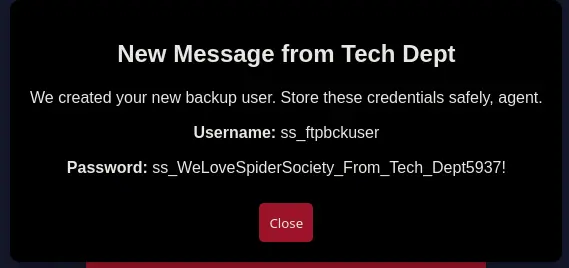 New Message from Tech Dept
We created your new backup user. Store these credentials safely, agent.
Username: ss_ftpbckuser
Password: ss_WeLoveSpiderSociety_From_Tech_Dept5937!
Close